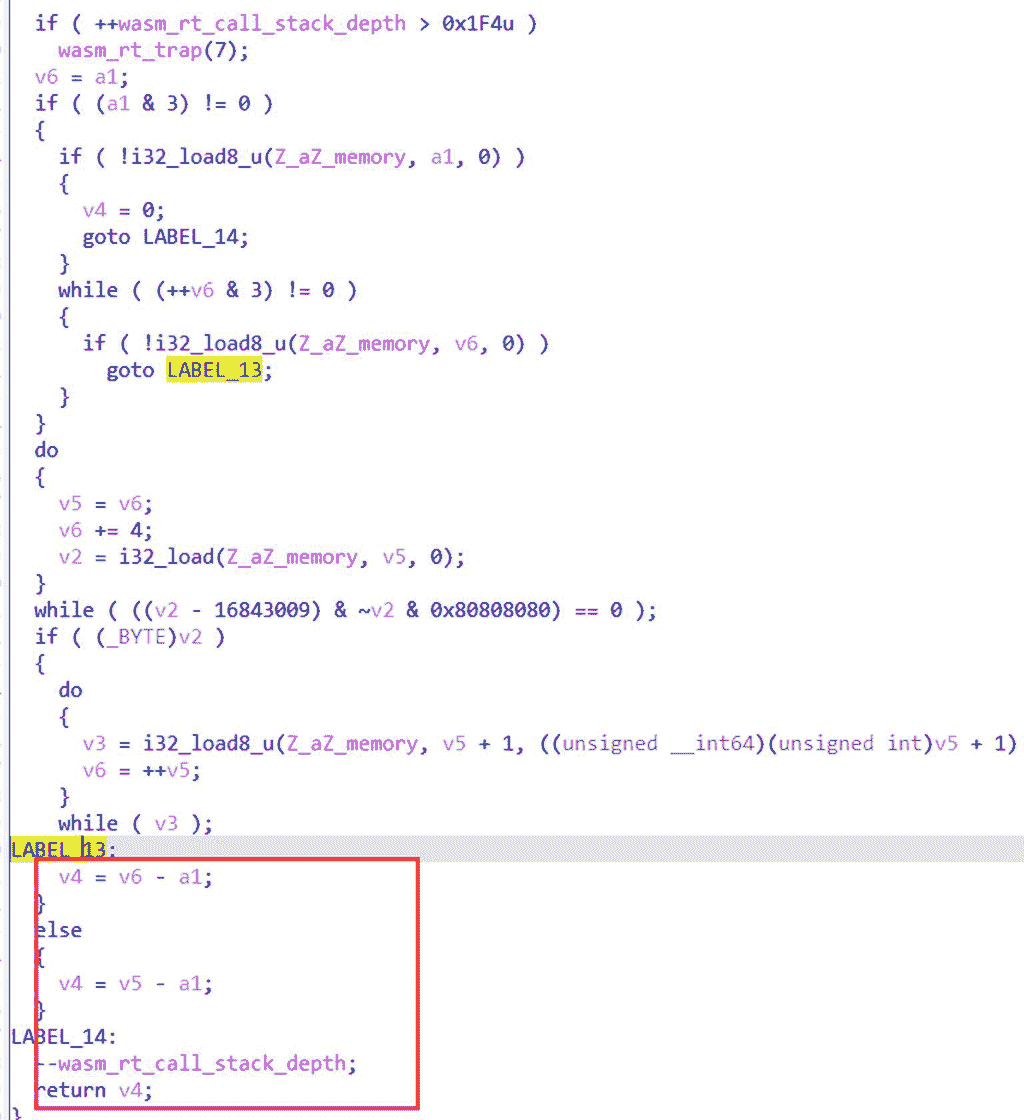 if ( ++wasm_rt_call_stack_depth > 0x1F4u )
wasm_rt_trap(7);
v6 = a1;
if ( (a1 & 3) != 0 )
{
if ( !i32_load8_u(Z_aZ_memory, a1, 0) )
{
v4 = 0;
goto LABEL_14;
}
while ( (++v6 & 3) != 0 )
{
if ( !i32_load8_u(Z_aZ_memory, v6, 0) )
goto LABEL_13;
}
}
do
{
v5 = v6;
v6 += 4;
v2 = i32_load(Z_aZ_memory, v5, 0);
}
while ( ((v2 - 16843009) & ~v2 & 0x80808080) == 0 );
if ( (_BYTE)v2 )
{
do
{
v3 = i32_load8_u(Z_aZ_memory, v5 + 1, ((unsigned __int64)(unsigned int)v5 + 1)
v6 = ++v5;
}
while ( v3 );
LABEL_13:
v4 = v6 - a1;
}
else
{
v4 = v5 - a1;
}
LABEL_14:
--wasm_rt_call_stack_depth;
return v4;
}